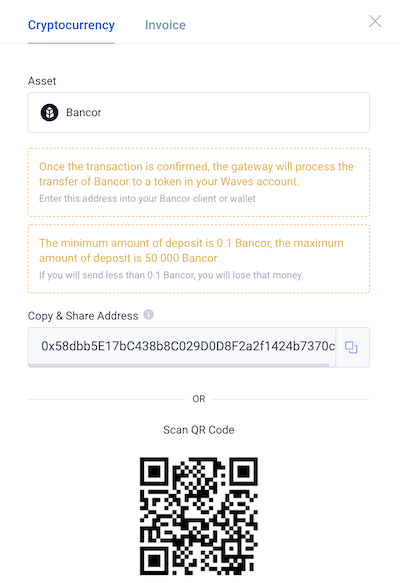 Cryptocurrency
Invoice
Asset
Bancor
Once the transaction is confirmed, the gateway will process the
transfer of Bancor to a token in your Waves account.
Enter this address into your Bancor client or wallet
The minimum amount of deposit is 0.1 Bancor, the maximum
amount of deposit is 50 000 Bancor
If you will send less than 0.1 Bancor, you will lose that money.
Copy & Share Address
0x58dbb5E17bC438b8C029D0D8F2a2f1424b7370c
OR
Scan QR Code